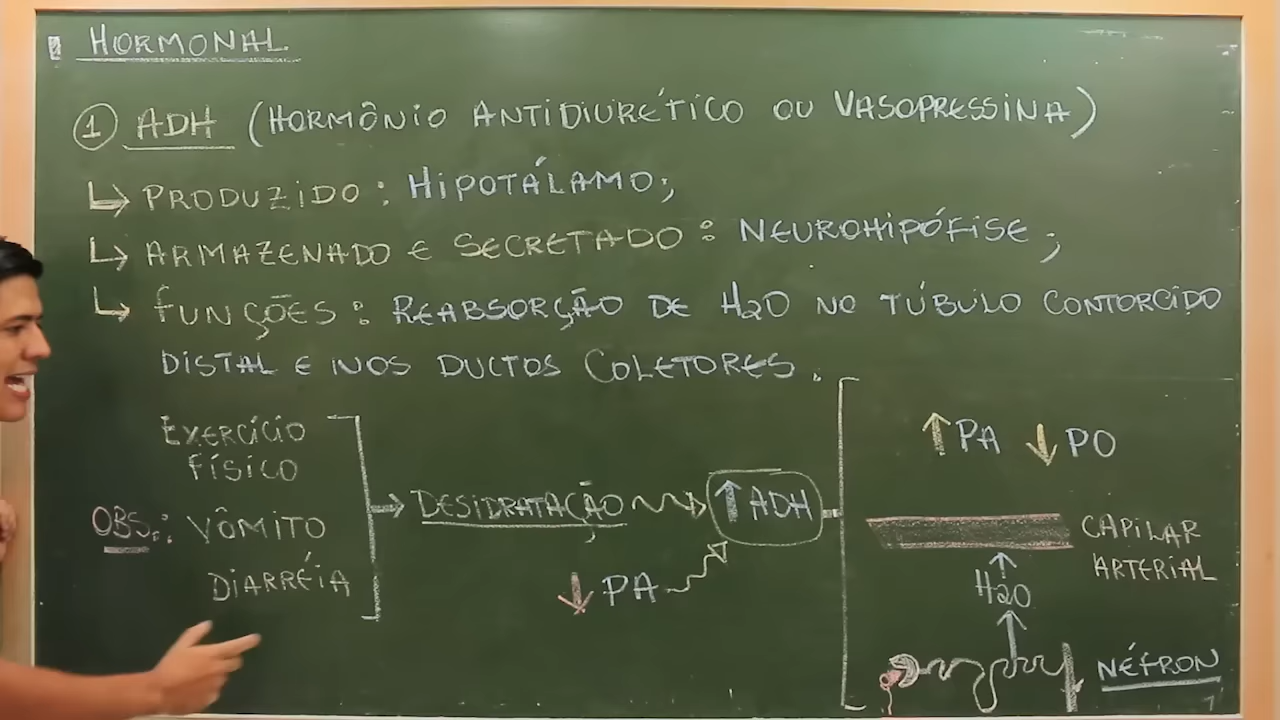 HORMONAL
1 ADH (HORMÔNIO ANTIDIURÉTICO OU VASOPRESSINA)
PRODUZIDO: HIPOTÁLAMO;
ARMAZENADO E SECRETADO: NEUROHIPÓFISE;
FUNÇÕES: REABSORÇÃO DE H2O NO TÚBULO CONTORCIDO
DISTAL E NOS DUCTOS COLETORES.
OBS.:
EXERCÍCIO
FÍSICO
VÔMITO
DIARRÉIA
→ DESIDRATAÇÃO
↓ PA
↑ ADH
↑ PA ↓ PO
CAPILAR
ARTERIAL
H2O
NÉFRON